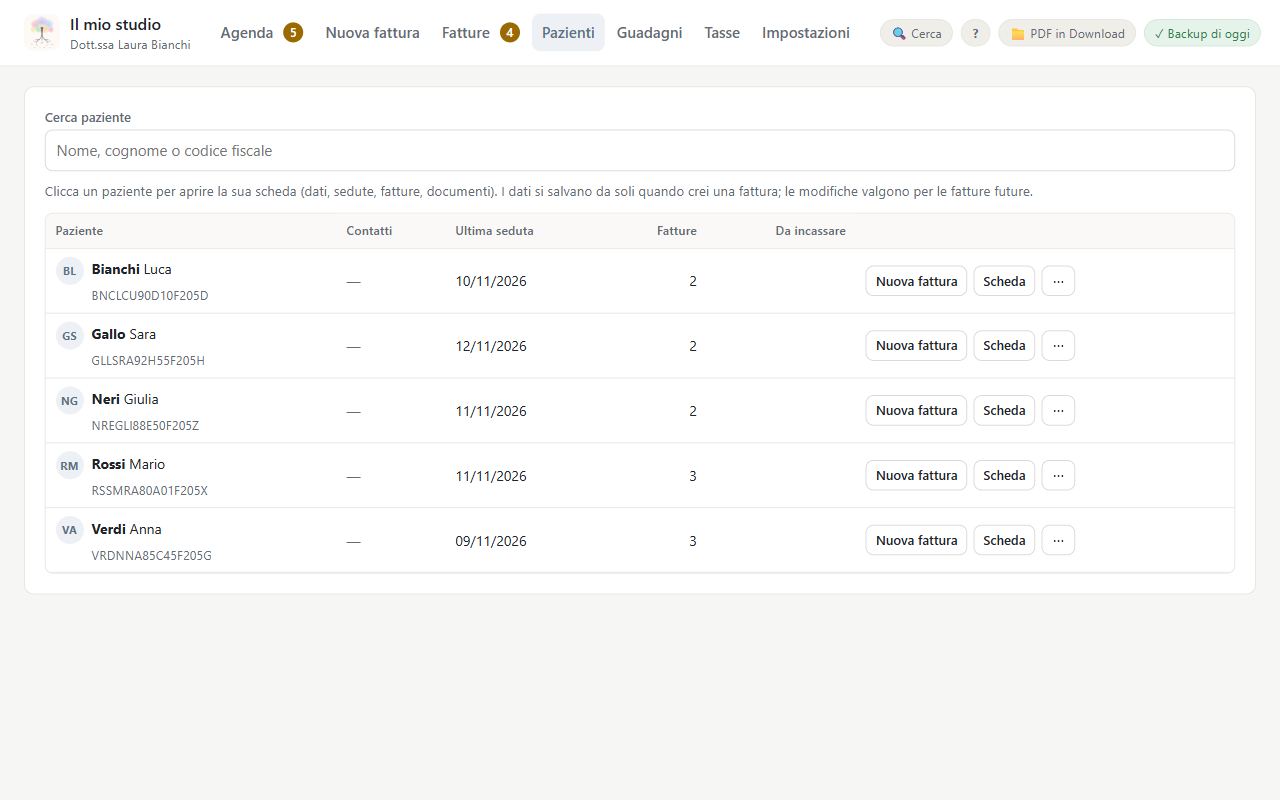 Il mio studio
Dott.ssa Laura Bianchi
Agenda 5 Nuova fattura Fatture 4 Pazienti Guadagni Tasse Impostazioni
Cerca ? PDF in Download ✓ Backup di oggi
Cerca paziente
Nome, cognome o codice fiscale
Clicca un paziente per aprire la sua scheda (dati, sedute, fatture, documenti). I dati si salvano da soli quando crei una fattura; le modifiche valgono per le fatture future.
Paziente Contatti Ultima seduta Fatture Da incassare
BL Bianchi Luca
BNCLCU90D10F205D
— 10/11/2026 2 Nuova fattura Scheda ...
GS Gallo Sara
GLLSRA92H55F205H
— 12/11/2026 2 Nuova fattura Scheda ...
NG Neri Giulia
NREGLI88E50F205Z
— 11/11/2026 2 Nuova fattura Scheda ...
RM Rossi Mario
RSSMRA80A01F205X
— 11/11/2026 3 Nuova fattura Scheda ...
VA Verdi Anna
VRDNNA85C45F205G
— 09/11/2026 3 Nuova fattura Scheda ...